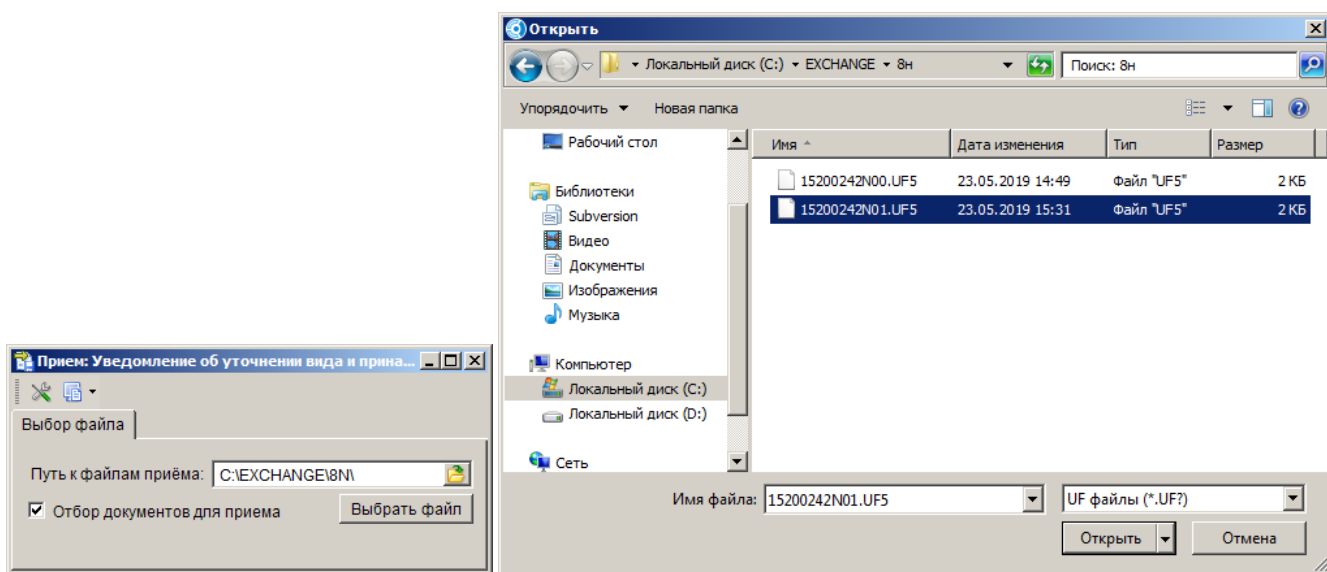 Открыть
Локальный диск (C:) EXCHANGE 8н
Поиск: 8н
Упорядочить Новая папка
Рабочий стол
Библиотеки
Subversion
Видео
Документы
Изображения
Музыка
Компьютер
Локальный диск (C:)
Локальный диск (D:)
Сеть
Имя Дата изменения Тип Размер
15200242N00.UF5 23.05.2019 14:49 Файл "UF5" 2 КБ
15200242N01.UF5 23.05.2019 15:31 Файл "UF5" 2 КБ
Имя файла: 15200242N01.UF5 UF файлы (*.UF?)
Открыть Отмена
Прием: Уведомление об уточнении вида и прина...
Выбор файла
Путь к файлам приёма: C:\EXCHANGE\8N\
Отбор документов для приема Выбрать файл